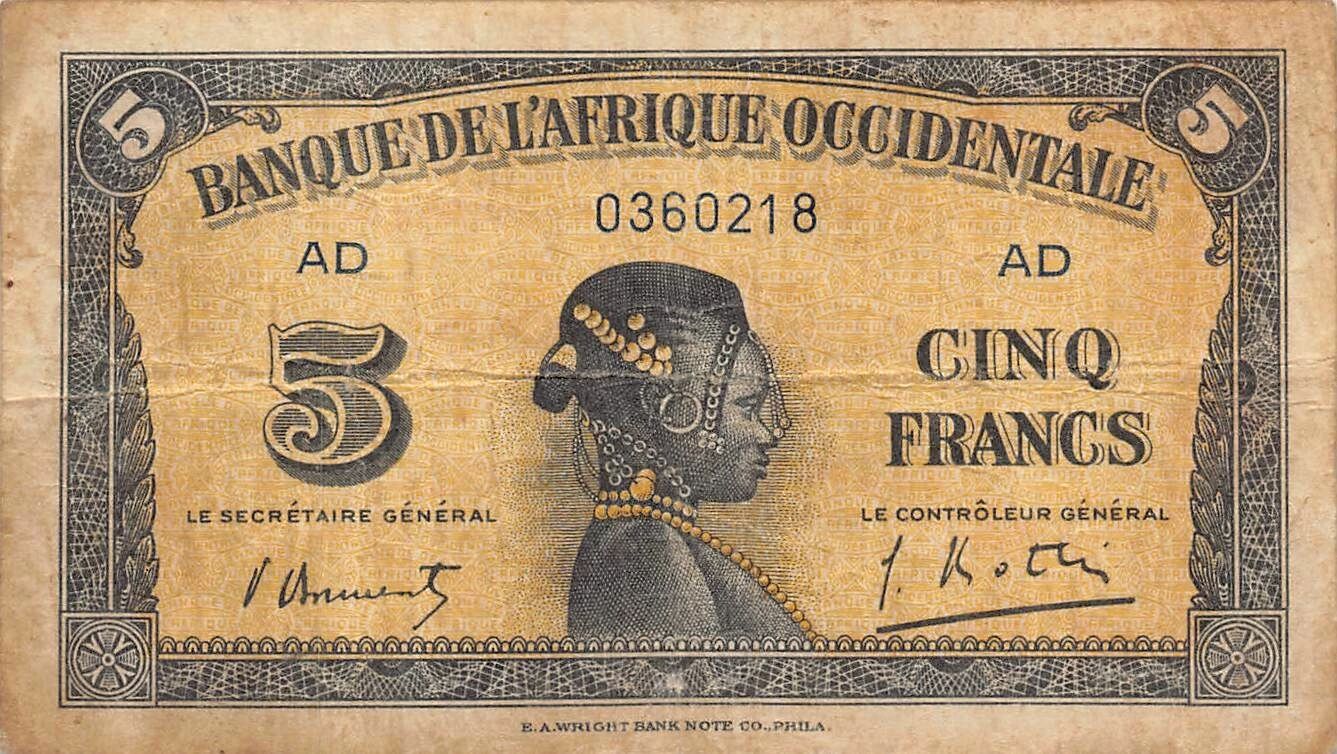 5
5
BANQUE DE L'AFRIQUE OCCIDENTALE
0360218
AD
AD
5
CINQ
FRANCS
LE SECRÉTAIRE GÉNÉRAL
LE CONTRÔLEUR GÉNÉRAL
E.A.WRIGHT BANK NOTE CO.,PHILA.